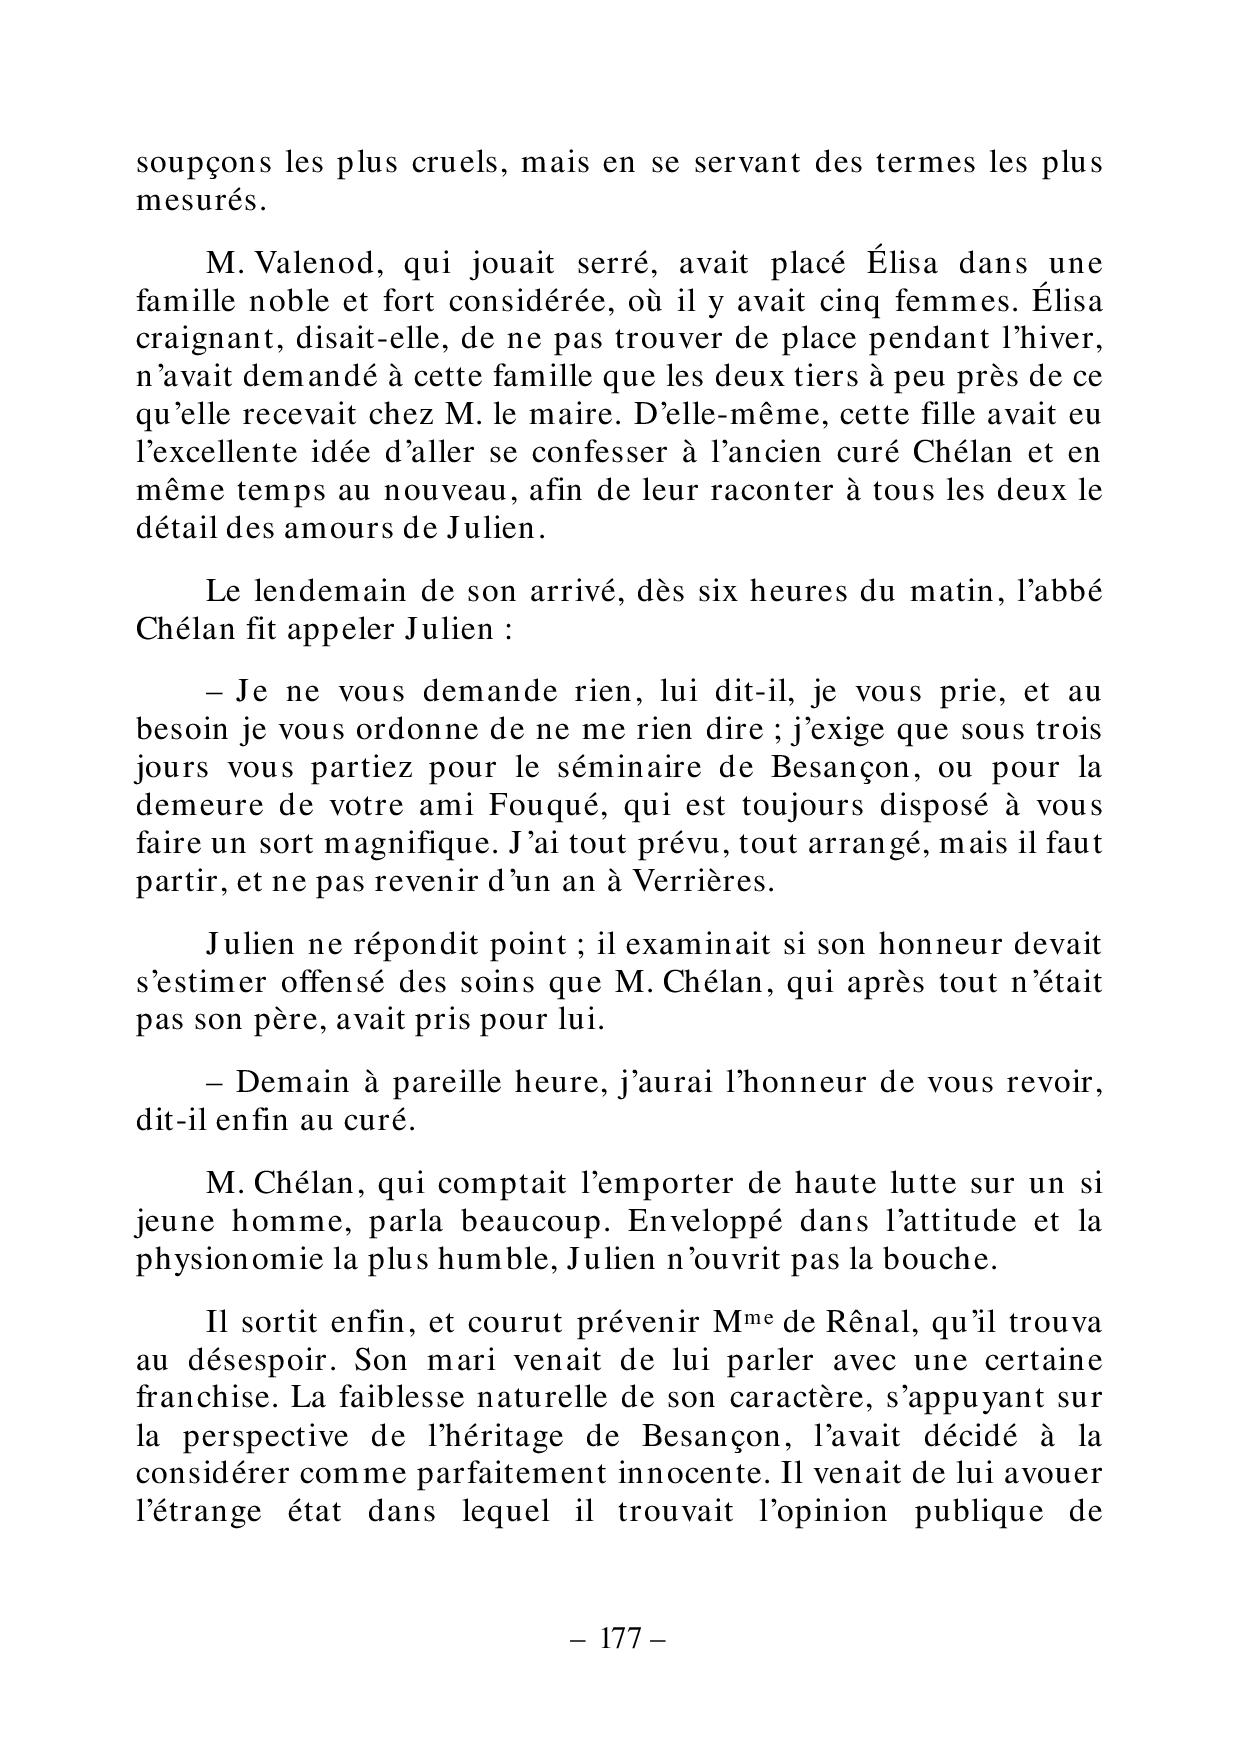 soupçons les plus cruels, mais en se servant des termes les plus
mesurés.
M. Valenod, qui jouait serré, avait placé Élisa dans une
famille noble et fort considérée, où il y avait cinq femmes. Élisa
craignant, disait-elle, de ne pas trouver de place pendant l’hiver,
n’avait demandé à cette famille que les deux tiers à peu près de ce
qu’elle recevait chez M. le maire. D’elle-même, cette fille avait eu
l’excellente idée d’aller se confesser à l’ancien curé Chélan et en
même temps au nouveau, afin de leur raconter à tous les deux le
détail des amours de Julien.
Le lendemain de son arrivé, dès six heures du matin, l’abbé
Chélan fit appeler Julien :
– Je ne vous demande rien, lui dit-il, je vous prie, et au
besoin je vous ordonne de ne me rien dire ; j’exige que sous trois
jours vous partiez pour le séminaire de Besançon, ou pour la
demeure de votre ami Fouqué, qui est toujours disposé à vous
faire un sort magnifique. J’ai tout prévu, tout arrangé, mais il faut
partir, et ne pas revenir d’un an à Verrières.
Julien ne répondit point ; il examinait si son honneur devait
s’estimer offensé des soins que M. Chélan, qui après tout n’était
pas son père, avait pris pour lui.
– Demain à pareille heure, j’aurai l’honneur de vous revoir,
dit-il enfin au curé.
M. Chélan, qui comptait l’emporter de haute lutte sur un si
jeune homme, parla beaucoup. Enveloppé dans l’attitude et la
physionomie la plus humble, Julien n’ouvrit pas la bouche.
Il sortit enfin, et courut prévenir Mme de Rênal, qu’il trouva
au désespoir. Son mari venait de lui parler avec une certaine
franchise. La faiblesse naturelle de son caractère, s’appuyant sur
la perspective de l’héritage de Besançon, l’avait décidé à la
considérer comme parfaitement innocente. Il venait de lui avouer
l’étrange état dans lequel il trouvait l’opinion publique de
– 177 –